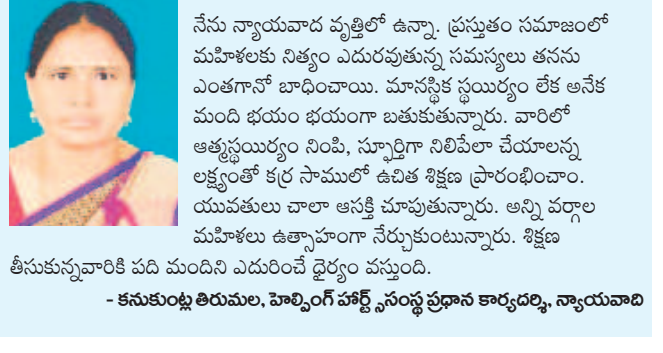 నేను న్యాయవాద వృత్తిలో ఉన్నా. ప్రస్తుతం సమాజంలో
మహిళలకు నిత్యం ఎదురవుతున్న సమస్యలు తనను
ఎంతగానో బాధించాయి. మానస్థిక స్థయిర్యం లేక అనేక
మంది భయం భయంగా బతుకుతున్నారు. వారిలో
ఆత్మస్థయిర్యం నింపి, స్ఫూర్తిగా నిలిపేలా చేయాలన్న
లక్ష్యంతో కర్ర సాములో ఉచిత శిక్షణ ప్రారంభించాం.
యువతులు చాలా ఆసక్తి చూపుతున్నారు. అన్ని వర్గాల
మహిళలు ఉత్సాహంగా నేర్చుకుంటున్నారు. శిక్షణ
తీసుకున్నవారికి పది మందిని ఎదురించే ధైర్యం వస్తుంది.
- కనుకుంట్ల తిరుమల, హెల్పింగ్ హార్ట్స్ సంస్థ ప్రధాన కార్యదర్శి, న్యాయవాది